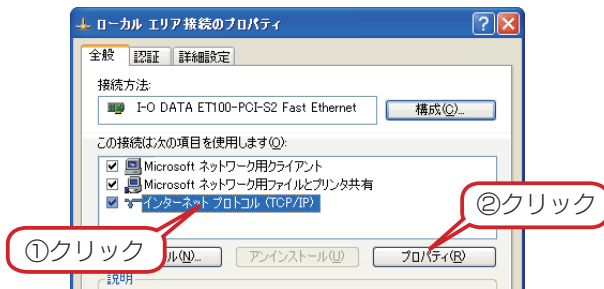 ローカル エリア接続のプロパティ
全般 認証 詳細設定
接続方法:
I-O DATA ET100-PCI-S2 Fast Ethernet 構成(C)...
この接続は次の項目を使用します(O):
Microsoft ネットワーク用クライアント
Microsoft ネットワーク用ファイルとプリンタ共有
インターネット プロトコル (TCP/IP)
②クリック
①クリック
ル(N)... アンインストール(U) プロパティ(R)
説明